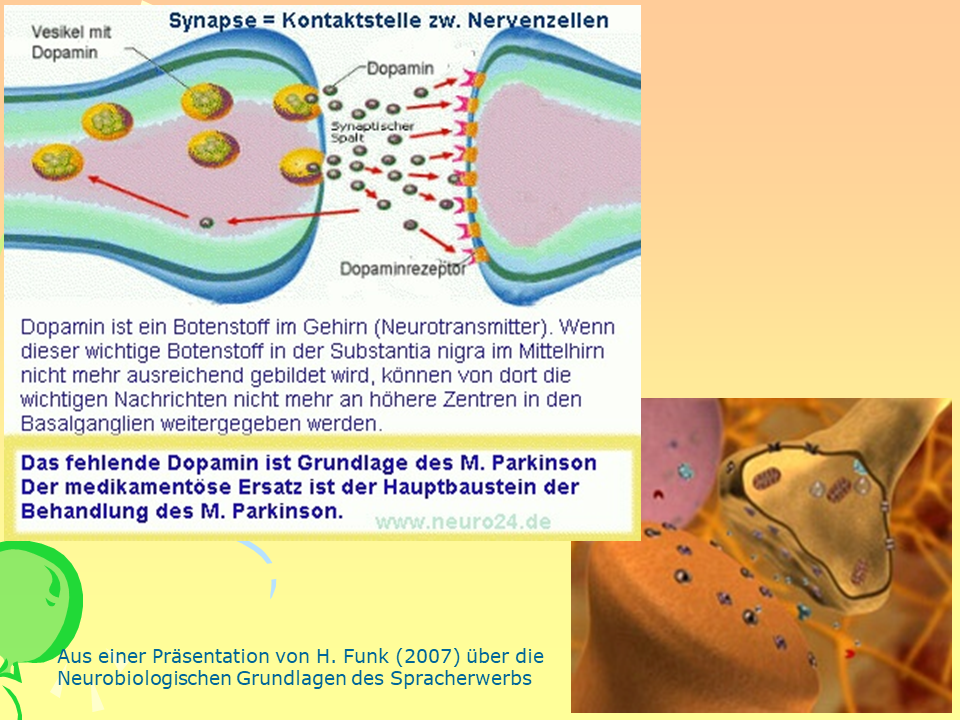 Synapse = Kontaktstelle zw. Nervenzellen
Vesikel mit
Dopamin
Dopamin
Synaptischer
Spalt
Dopaminrezeptor
Dopamin ist ein Botenstoff im Gehirn (Neurotransmitter). Wenn
dieser wichtige Botenstoff in der Substantia nigra im Mittelhirn
nicht mehr ausreichend gebildet wird, können von dort die
wichtigen Nachrichten nicht mehr an höhere Zentren in den
Basalganglien weitergegeben werden.
Das fehlende Dopamin ist Grundlage des M. Parkinson
Der medikamentöse Ersatz ist der Hauptbaustein der
Behandlung des M. Parkinson.
www.neuro24.de
Aus einer Präsentation von H. Funk (2007) über die
Neurobiologischen Grundlagen des Spracherwerbs